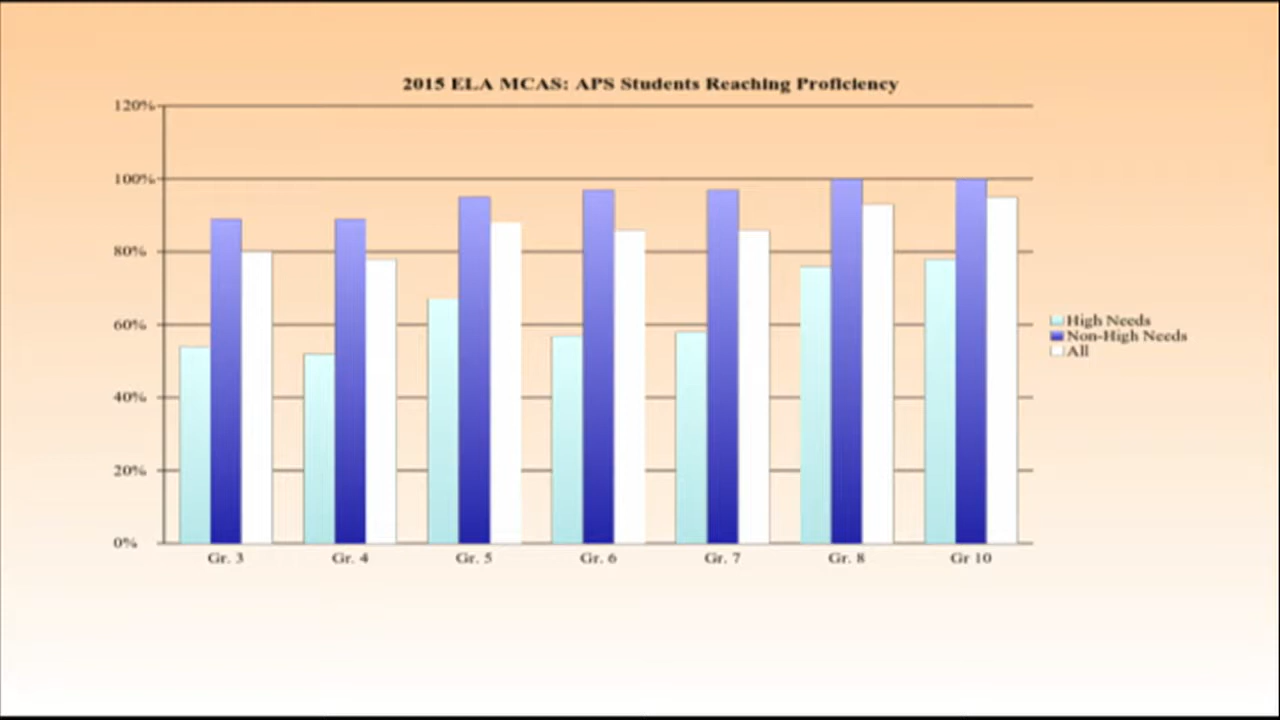 2015 ELA MCAS: APS Students Reaching Proficiency
120%
100%
80%
60%
40%
20%
0%
Gr. 3 Gr. 4 Gr. 5 Gr. 6 Gr. 7 Gr. 8 Gr 10
High Needs
Non-High Needs
All